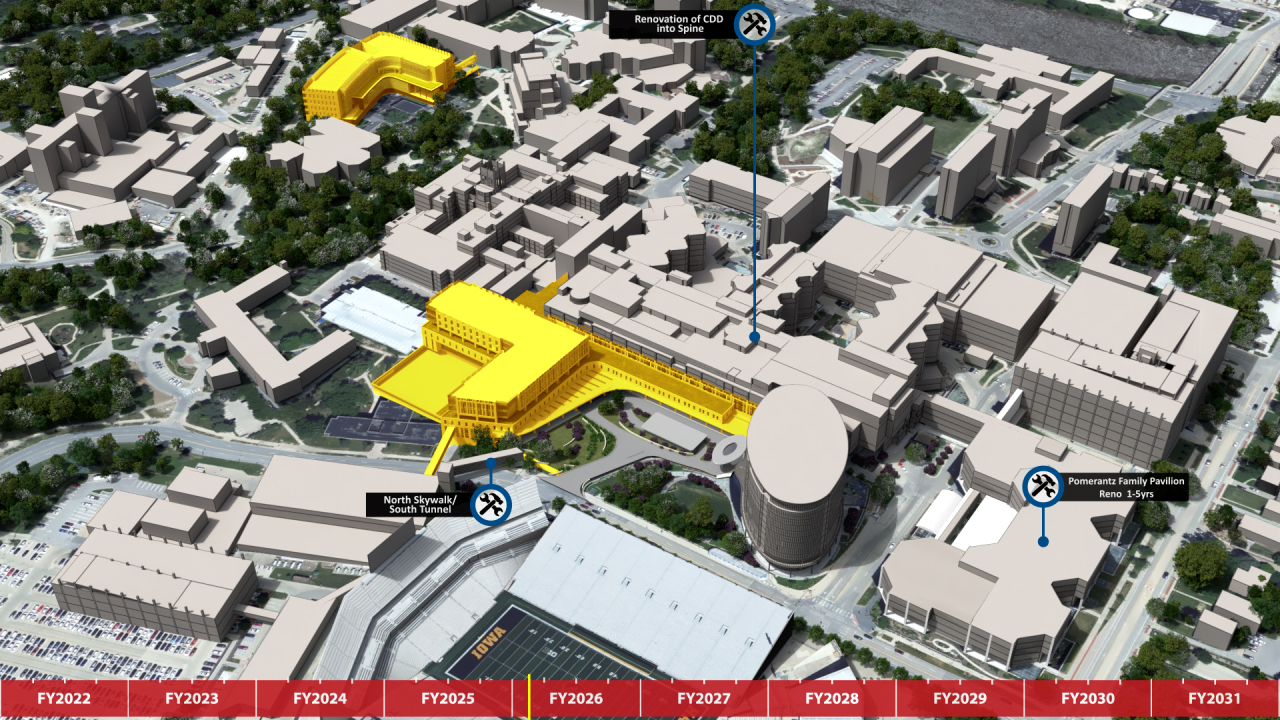 Renovation of CDD
into Spine
North Skywalk/
South Tunnel
Pomerantz Family Pavilion
Reno 1-5yrs
IOWA
FY2022
FY2023
FY2024
FY2025
FY2026
FY2027
FY2028
FY2029
FY2030
FY2031